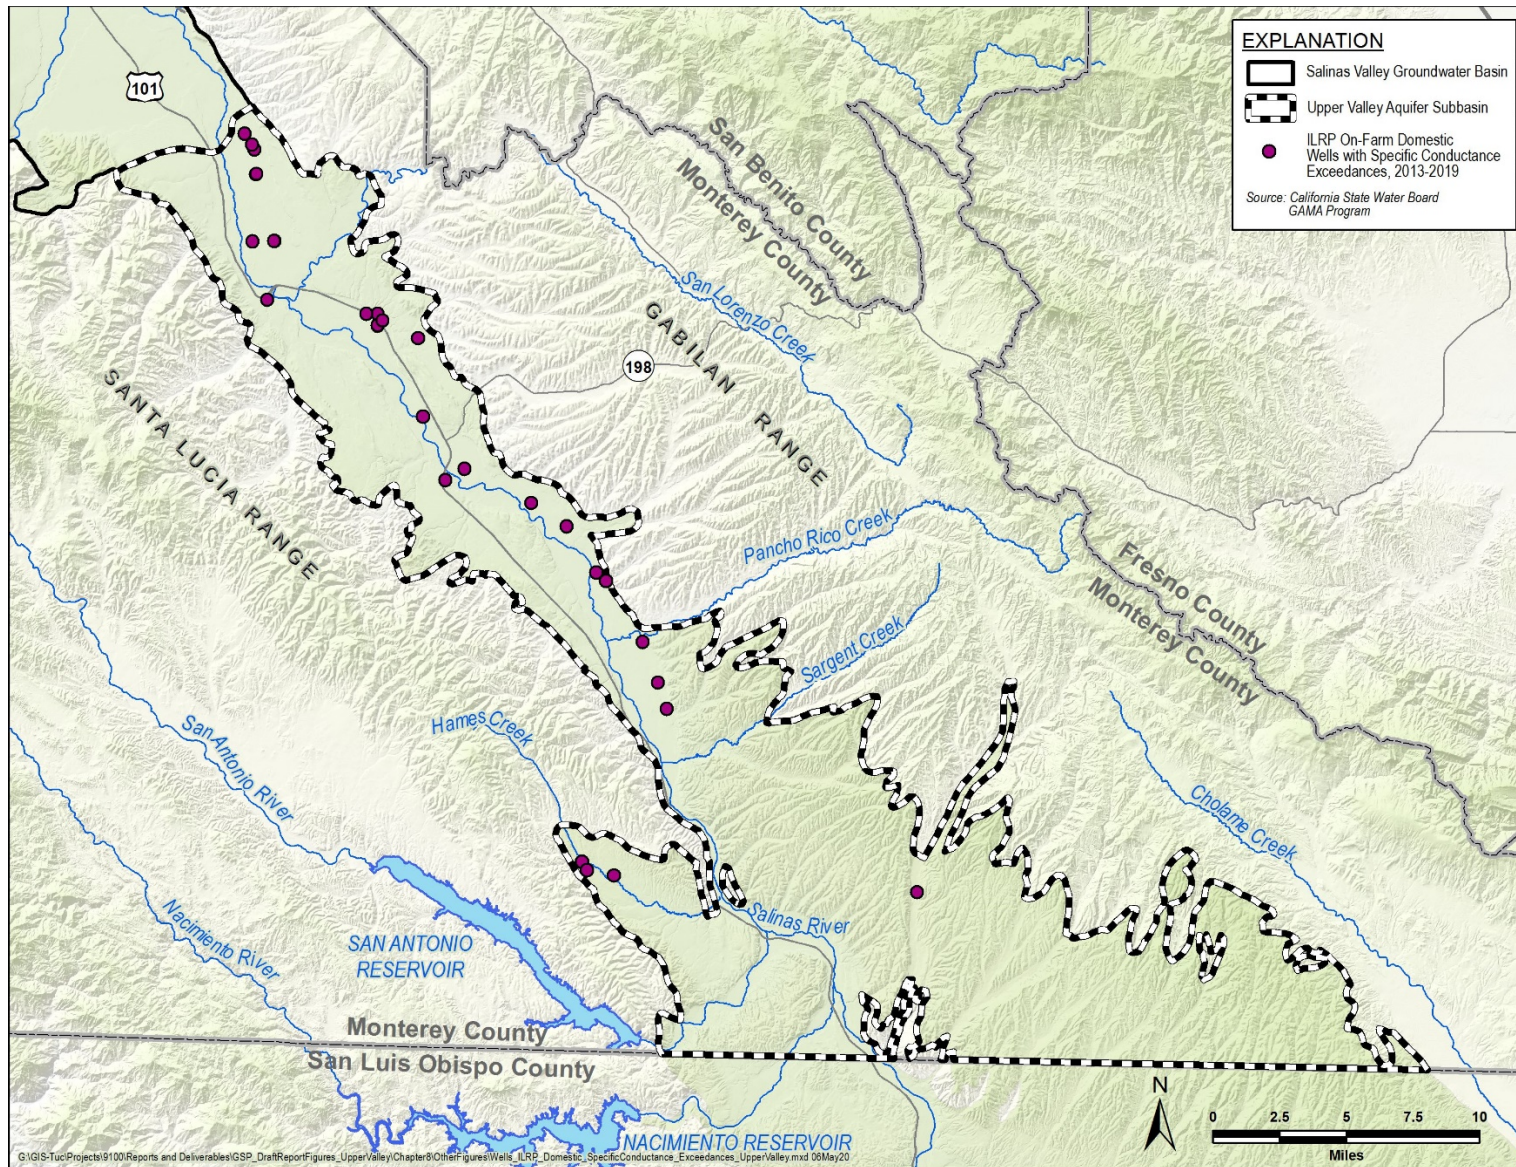 EXPLANATION
Salinas Valley Groundwater Basin
Upper Valley Aquifer Subbasin
ILRP On-Farm Domestic
Wells with Specific Conductance
Exceedances, 2013-2019
Source: California State Water Board
GAMA Program
101
San Benito County
Monterey County
San Lorenzo Creek
GABILAN RANGE
198
SANTA LUCIA RANGE
Pancho Rico Creek
Fresno County
Monterey County
Sargent Creek
Hames Creek
San Antonio River
Cholame Creek
Nacimiento River
Salinas River
SAN ANTONIO
RESERVOIR
Monterey County
San Luis Obispo County
N
0 2.5 5 7.5 10
Miles
NACIMIENTO RESERVOIR
G:\GIS-Tuc\Projects\9100\Reports and Deliverables\GSP_DraftReportFigures_UpperValley\Chapter8\OtherFigures\Wells_ILRP_Domestic_SpecificConductance_Exceedances_UpperValley.mxd 06May20